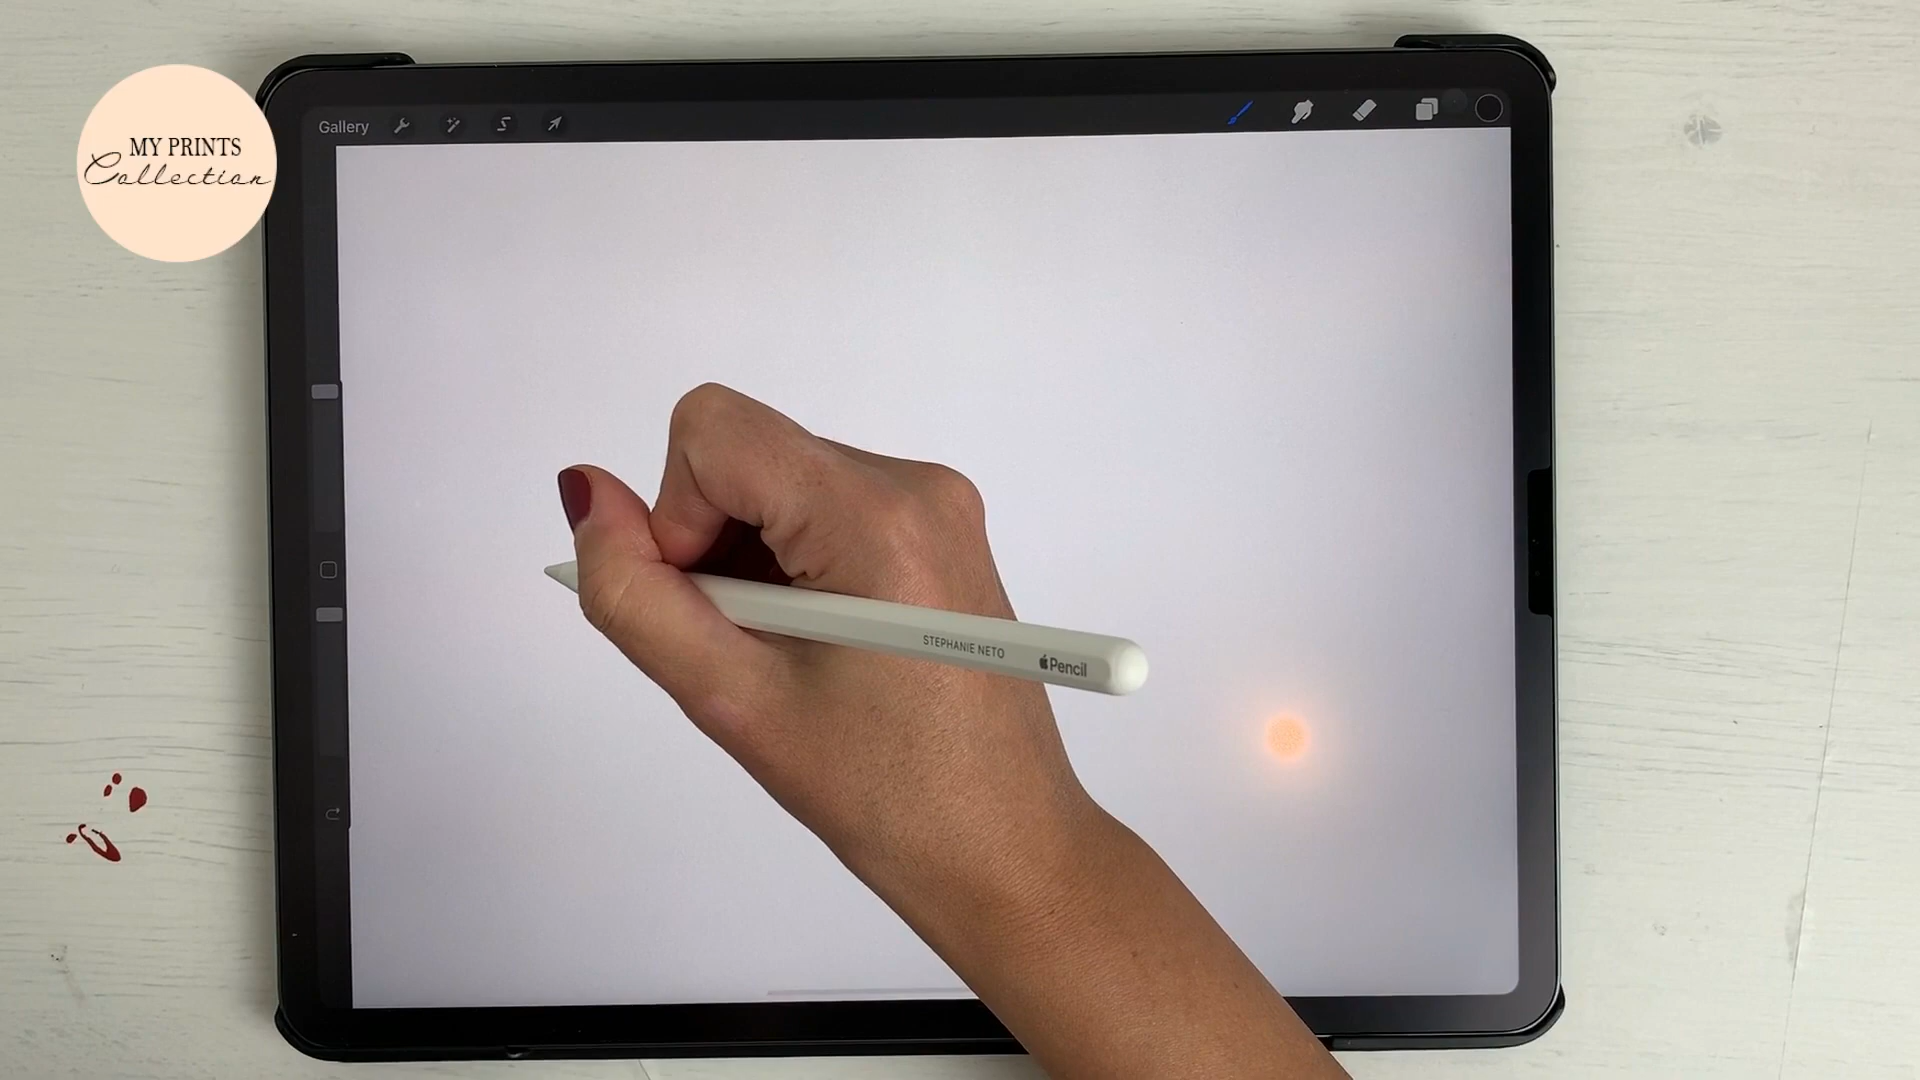 MY PRINTS
Collection
Gallery
STEPHANIE NETO
Pencil